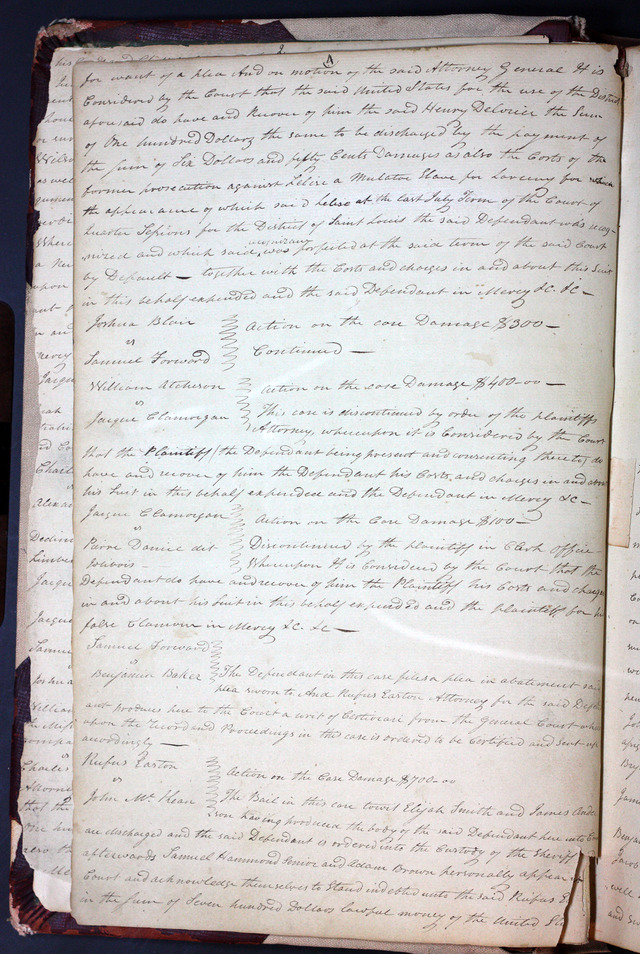 for want of a plea And on motion of the said Attorney General It is
Considered by the Court that the said United States for the use of the District
aforesaid do have and Recover of him the said Henry Delorier the Sum
of One hundred Dollars the same to be discharged by the payment of
the Sum of Six Dollars and fifty Cents Damages as also the Costs of the
former prosecution against a Mulatoe Slave for Larceny for
the appearance of which said at the last July Term of the Court of
Quarter Sessions for the District of Saint Louis the said Defendant was recog
nized and which said recognizance was forfeited at the said term of the said Court
by Default — together with the Costs and charges in and about this Suit
in this behalf expended and the said Defendant in Mercy &c. &c —
Joshua Blair
vs
Samuel Forward
Action on the case Damage $300 —
Continued —
William Atcherson
vs
Jacque Clamorgan
Action on the case Damage $400-00 —
This case is discontinued by order of the plaintiffs
Attorney, whereupon it is Considered by the Court
that the Plaintiff (the Defendant being present and consenting thereto) do
have and recover of him the Defendant his Costs, and charges in and about
his Suit in this behalf expended and the Defendant in Mercy &c —
Jacque Clamorgan
vs
Pierre Daniel dit
Action on the Case Damage $100 —
Discontinued by the plaintiff in Clerk Office
Whereupon It is Considered by the Court that the
Defendant do have and recover of him the Plaintiff his Costs and charges
in and about his Suit in this behalf expended and the plaintiff for his
false Clamour in Mercy &c. &c —
Samuel Forward
vs
Benjamin Baker
The Defendant in this case files a plea in abatement
plea sworn to And Rufus Easton Attorney for the said
and produces here to the Court a writ of Certiorari from the General Court
upon the Record and Proceedings in this case is ordered to be Certified and Sent up
accordingly —
Rufus Easton
vs
John Mc Hean
Action on the Case Damage $700-00
The Bail in this case towit Elijah Smith and James
son having produced the body of the said Defendant here into
are discharged and the said Defendant is ordered into the Custody of the Sheriff
afterwards Samuel Hammond Senior and Adam Brown personally appear
Court and acknowledge themselves to Stand indebted unto the said Rufus
in the Sum of Seven hundred Dollars lawful money of the United